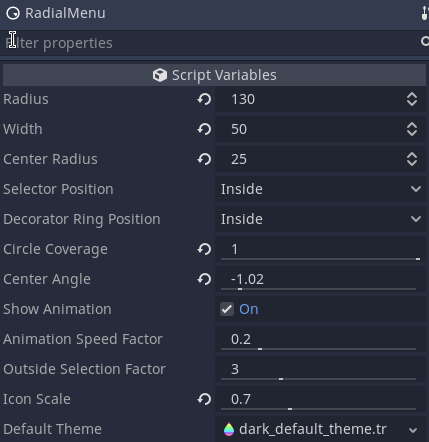 RadialMenu
Filter properties
Script Variables
Radius 130
Width 50
Center Radius 25
Selector Position Inside
Decorator Ring Position Inside
Circle Coverage 1
Center Angle -1.02
Show Animation On
Animation Speed Factor 0.2
Outside Selection Factor 3
Icon Scale 0.7
Default Theme dark_default_theme.tr